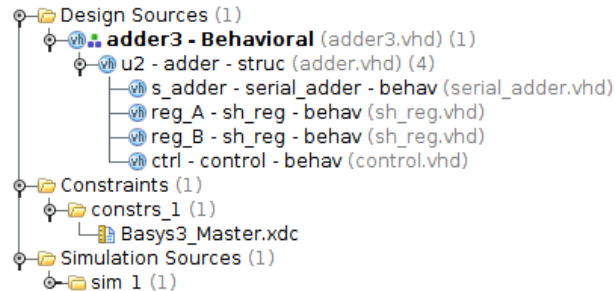 Design Sources (1)
adder3 - Behavioral (adder3.vhd) (1)
u2 - adder - struc (adder.vhd) (4)
s_adder - serial_adder - behav (serial_adder.vhd)
reg_A - sh_reg - behav (sh_reg.vhd)
reg_B - sh_reg - behav (sh_reg.vhd)
ctrl - control - behav (control.vhd)
Constraints (1)
constrs_1 (1)
Basys3_Master.xdc
Simulation Sources (1)
sim_1 (1)